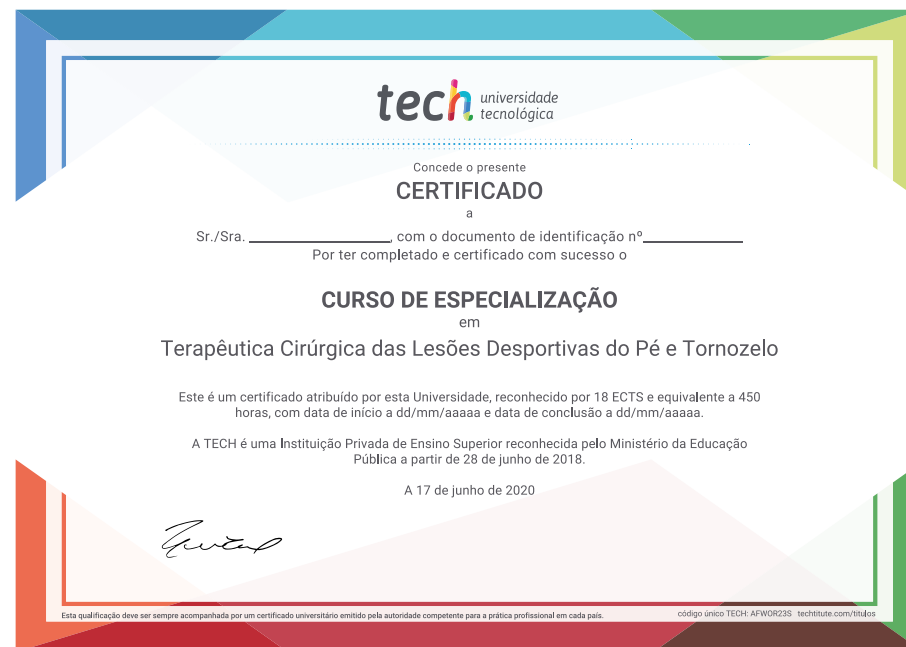 tech universidade
tecnológica
Concede o presente
CERTIFICADO
a
Sr./Sra. ____________________, com o documento de identificação nº______________
Por ter completado e certificado com sucesso o
CURSO DE ESPECIALIZAÇÃO
em
Terapêutica Cirúrgica das Lesões Desportivas do Pé e Tornozelo
Este é um certificado atribuído por esta Universidade, reconhecido por 18 ECTS e equivalente a 450
horas, com data de início a dd/mm/aaaaa e data de conclusão a dd/mm/aaaaa.
A TECH é uma Instituição Privada de Ensino Superior reconhecida pelo Ministério da Educação
Pública a partir de 28 de junho de 2018.
A 17 de junho de 2020
Esta qualificação deve ser sempre acompanhada por um certificado universitário emitido pela autoridade competente para a prática profissional em cada país.
código único TECH: AFWOR23S techtitute.com/titulos